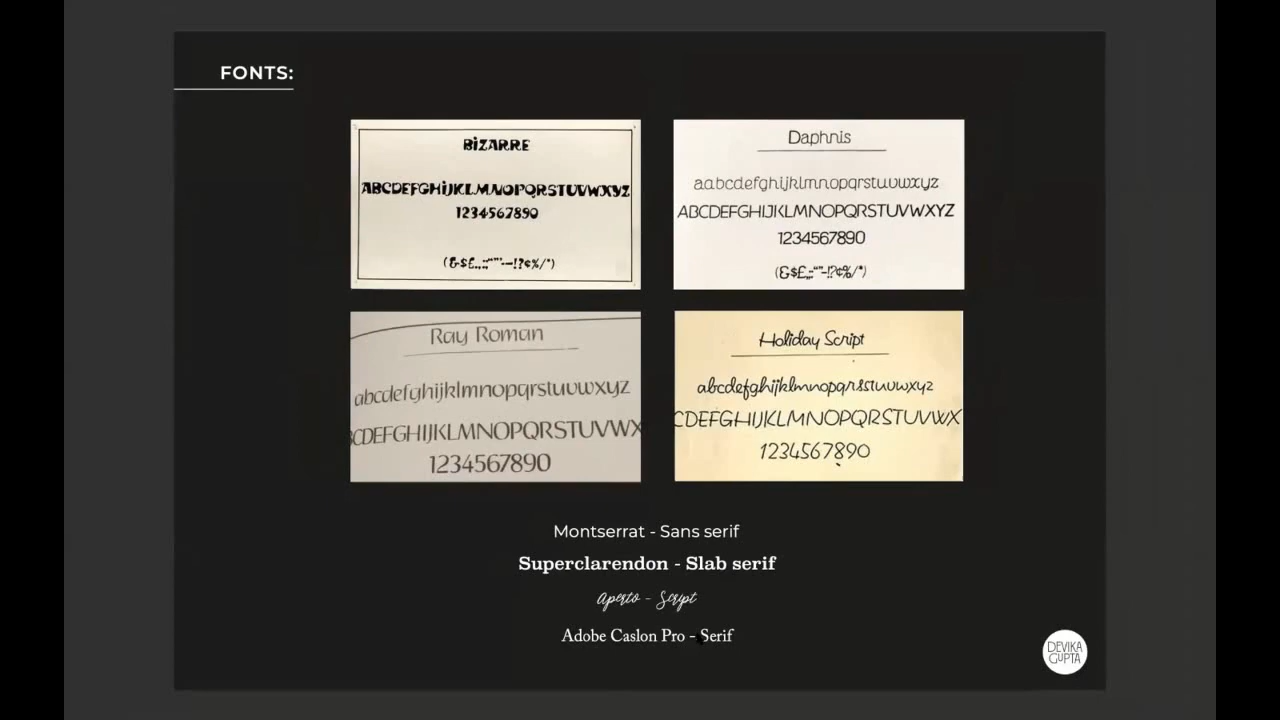 FONTS:
BiZARRE
ABCDEFGHiJKLMNOPQRSTUVWXYZ
1234567890
(&$£.,:;“”'-–!?¢%/*)
Daphnis
aabcdefghijklmnopqrstuvwxyz
ABCDEFGHIJKLMNOPQRSTUVWXYZ
1234567890
(&$£.,:;“”-!?¢%/*)
Ray Roman
abcdefghijklmnopqrstuvwxyz
BCDEFGHIJKLMNOPQRSTUVWX
1234567890
Holiday Script
abcdefghijklmnopqrstuvwxyz
CDEFGHIJKLMNOPQRSTUVWX
1234567890
Montserrat - Sans serif
Superclarendon - Slab serif
Aperto - Script
Adobe Caslon Pro - Serif
DEVIKA
GUPTA